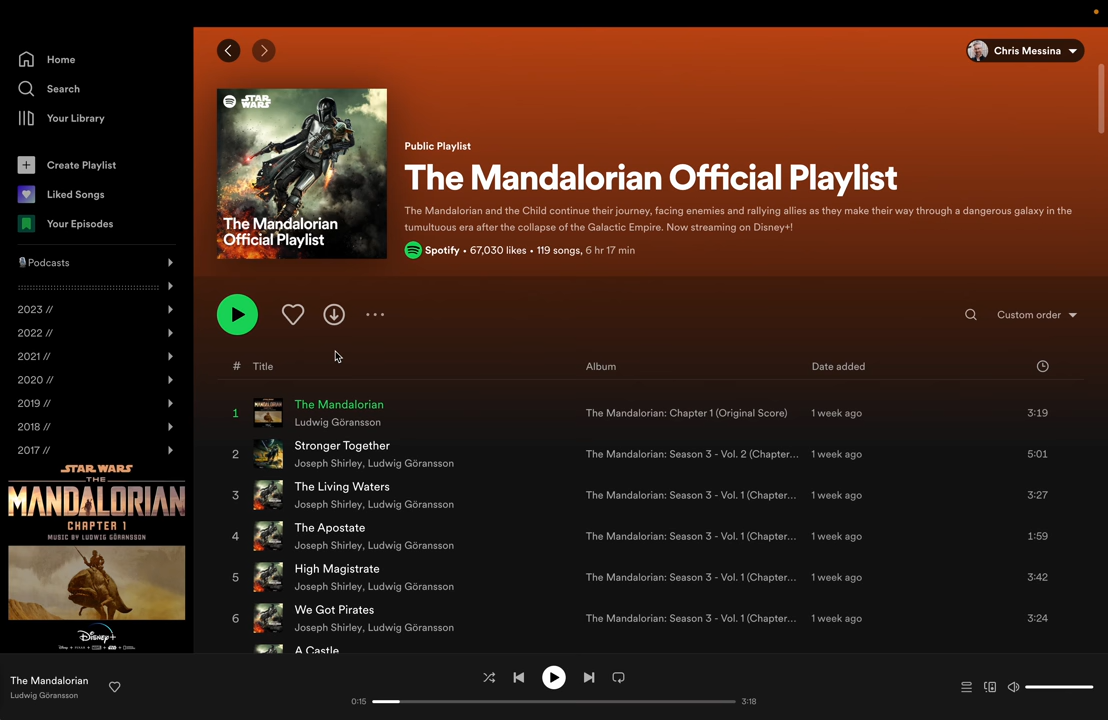 Home
Search
Your Library
Create Playlist
Liked Songs
Your Episodes
Podcasts
2023 //
2022 //
2021 //
2020 //
2019 //
2018 //
2017 //
STAR WARS
THE
MANDALORIAN
CHAPTER 1
MUSIC BY LUDWIG GÖRANSSON
Disney+
Chris Messina
STAR WARS
The Mandalorian
Official Playlist
Public Playlist
The Mandalorian Official Playlist
The Mandalorian and the Child continue their journey, facing enemies and rallying allies as they make their way through a dangerous galaxy in the
tumultuous era after the collapse of the Galactic Empire. Now streaming on Disney+!
Spotify • 67,030 likes • 119 songs, 6 hr 17 min
Custom order
# Title Album Date added
1 The Mandalorian The Mandalorian: Chapter 1 (Original Score) 1 week ago 3:19
Ludwig Göransson
2 Stronger Together The Mandalorian: Season 3 - Vol. 2 (Chapter... 1 week ago 5:01
Joseph Shirley, Ludwig Göransson
3 The Living Waters The Mandalorian: Season 3 - Vol. 1 (Chapter... 1 week ago 3:27
Joseph Shirley, Ludwig Göransson
4 The Apostate The Mandalorian: Season 3 - Vol. 1 (Chapter... 1 week ago 1:59
Joseph Shirley, Ludwig Göransson
5 High Magistrate The Mandalorian: Season 3 - Vol. 1 (Chapter... 1 week ago 3:42
Joseph Shirley, Ludwig Göransson
6 We Got Pirates The Mandalorian: Season 3 - Vol. 1 (Chapter... 1 week ago 3:24
Joseph Shirley, Ludwig Göransson
A Castle
The Mandalorian
Ludwig Göransson
0:15 3:18